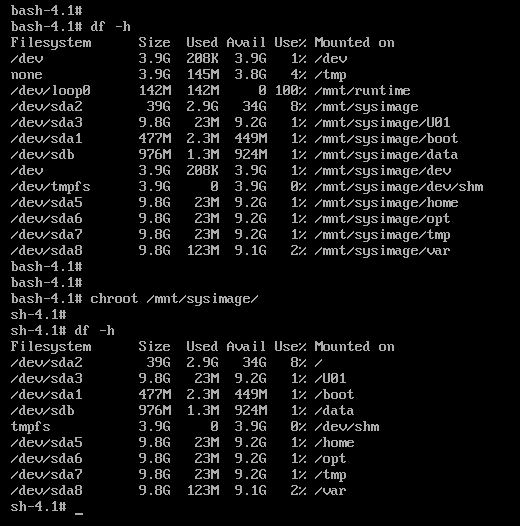 bash-4.1#
bash-4.1# df -h
Filesystem Size Used Avail Use% Mounted on
/dev 3.9G 208K 3.9G 1% /dev
none 3.9G 145M 3.8G 4% /tmp
/dev/loop0 142M 142M 0 100% /mnt/runtime
/dev/sda2 39G 2.9G 34G 8% /mnt/sysimage
/dev/sda3 9.8G 23M 9.2G 1% /mnt/sysimage/U01
/dev/sda1 477M 2.3M 449M 1% /mnt/sysimage/boot
/dev/sdb 976M 1.3M 924M 1% /mnt/sysimage/data
/dev 3.9G 208K 3.9G 1% /mnt/sysimage/dev
/dev/tmpfs 3.9G 0 3.9G 0% /mnt/sysimage/dev/shm
/dev/sda5 9.8G 23M 9.2G 1% /mnt/sysimage/home
/dev/sda6 9.8G 23M 9.2G 1% /mnt/sysimage/opt
/dev/sda7 9.8G 23M 9.2G 1% /mnt/sysimage/tmp
/dev/sda8 9.8G 123M 9.1G 2% /mnt/sysimage/var
bash-4.1#
bash-4.1#
bash-4.1# chroot /mnt/sysimage/
sh-4.1#
sh-4.1# df -h
Filesystem Size Used Avail Use% Mounted on
/dev/sda2 39G 2.9G 34G 8% /
/dev/sda3 9.8G 23M 9.2G 1% /U01
/dev/sda1 477M 2.3M 449M 1% /boot
/dev/sdb 976M 1.3M 924M 1% /data
tmpfs 3.9G 0 3.9G 0% /dev/shm
/dev/sda5 9.8G 23M 9.2G 1% /home
/dev/sda6 9.8G 23M 9.2G 1% /opt
/dev/sda7 9.8G 23M 9.2G 1% /tmp
/dev/sda8 9.8G 123M 9.1G 2% /var
sh-4.1# _